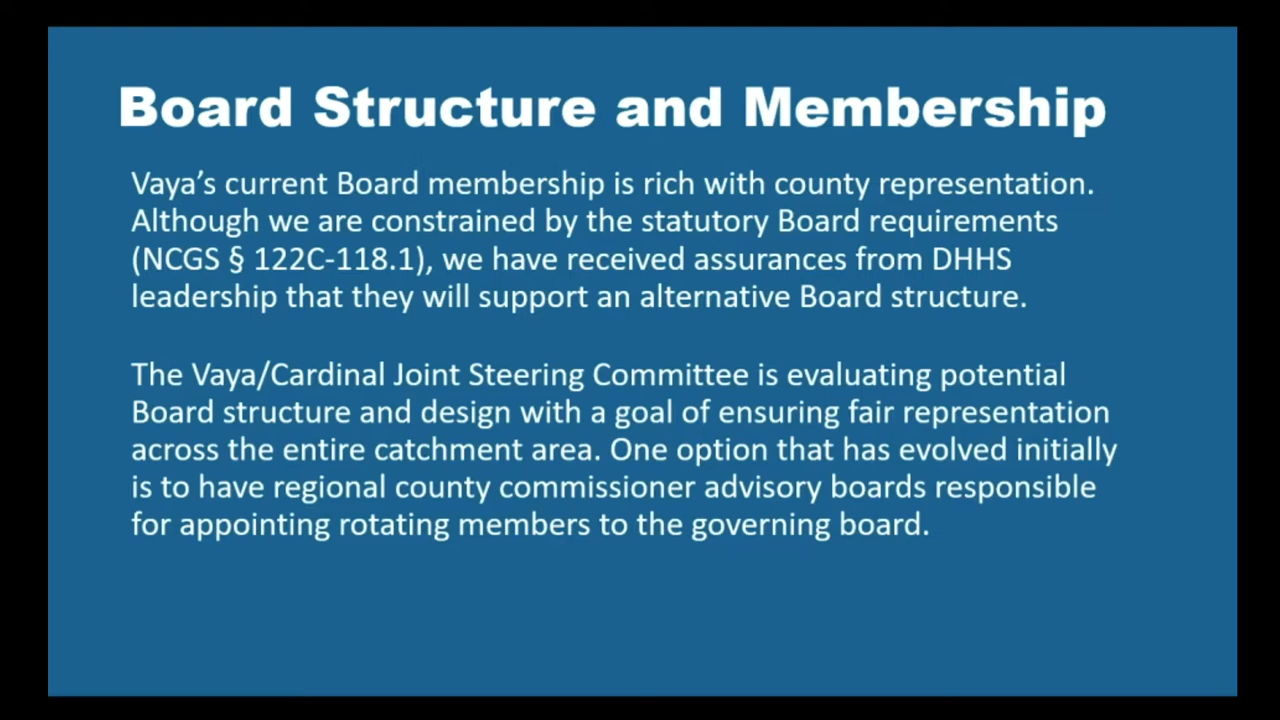 Board Structure and Membership
Vaya’s current Board membership is rich with county representation.
Although we are constrained by the statutory Board requirements
(NCGS § 122C-118.1), we have received assurances from DHHS
leadership that they will support an alternative Board structure.
The Vaya/Cardinal Joint Steering Committee is evaluating potential
Board structure and design with a goal of ensuring fair representation
across the entire catchment area. One option that has evolved initially
is to have regional county commissioner advisory boards responsible
for appointing rotating members to the governing board.